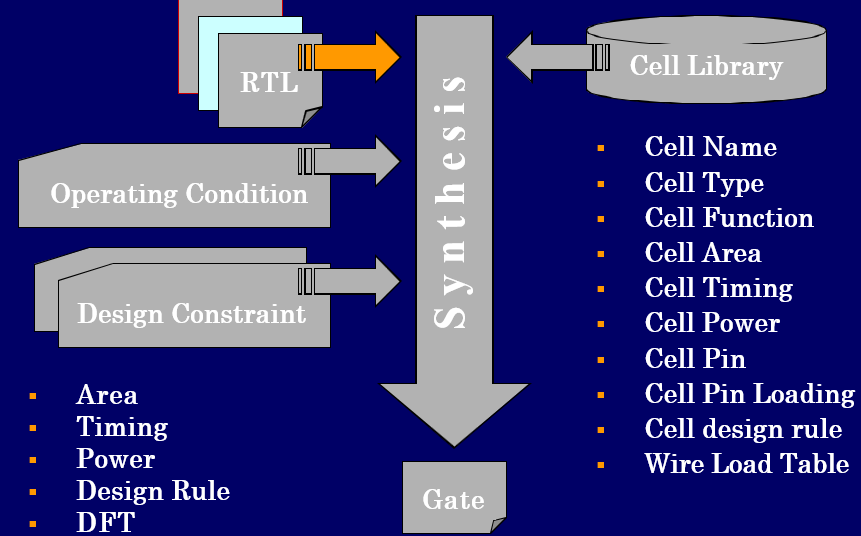 RTL
Operating Condition
Design Constraint
Area
Timing
Power
Design Rule
DFT
Synthesis
Gate
Cell Library
Cell Name
Cell Type
Cell Function
Cell Area
Cell Timing
Cell Power
Cell Pin
Cell Pin Loading
Cell design rule
Wire Load Table